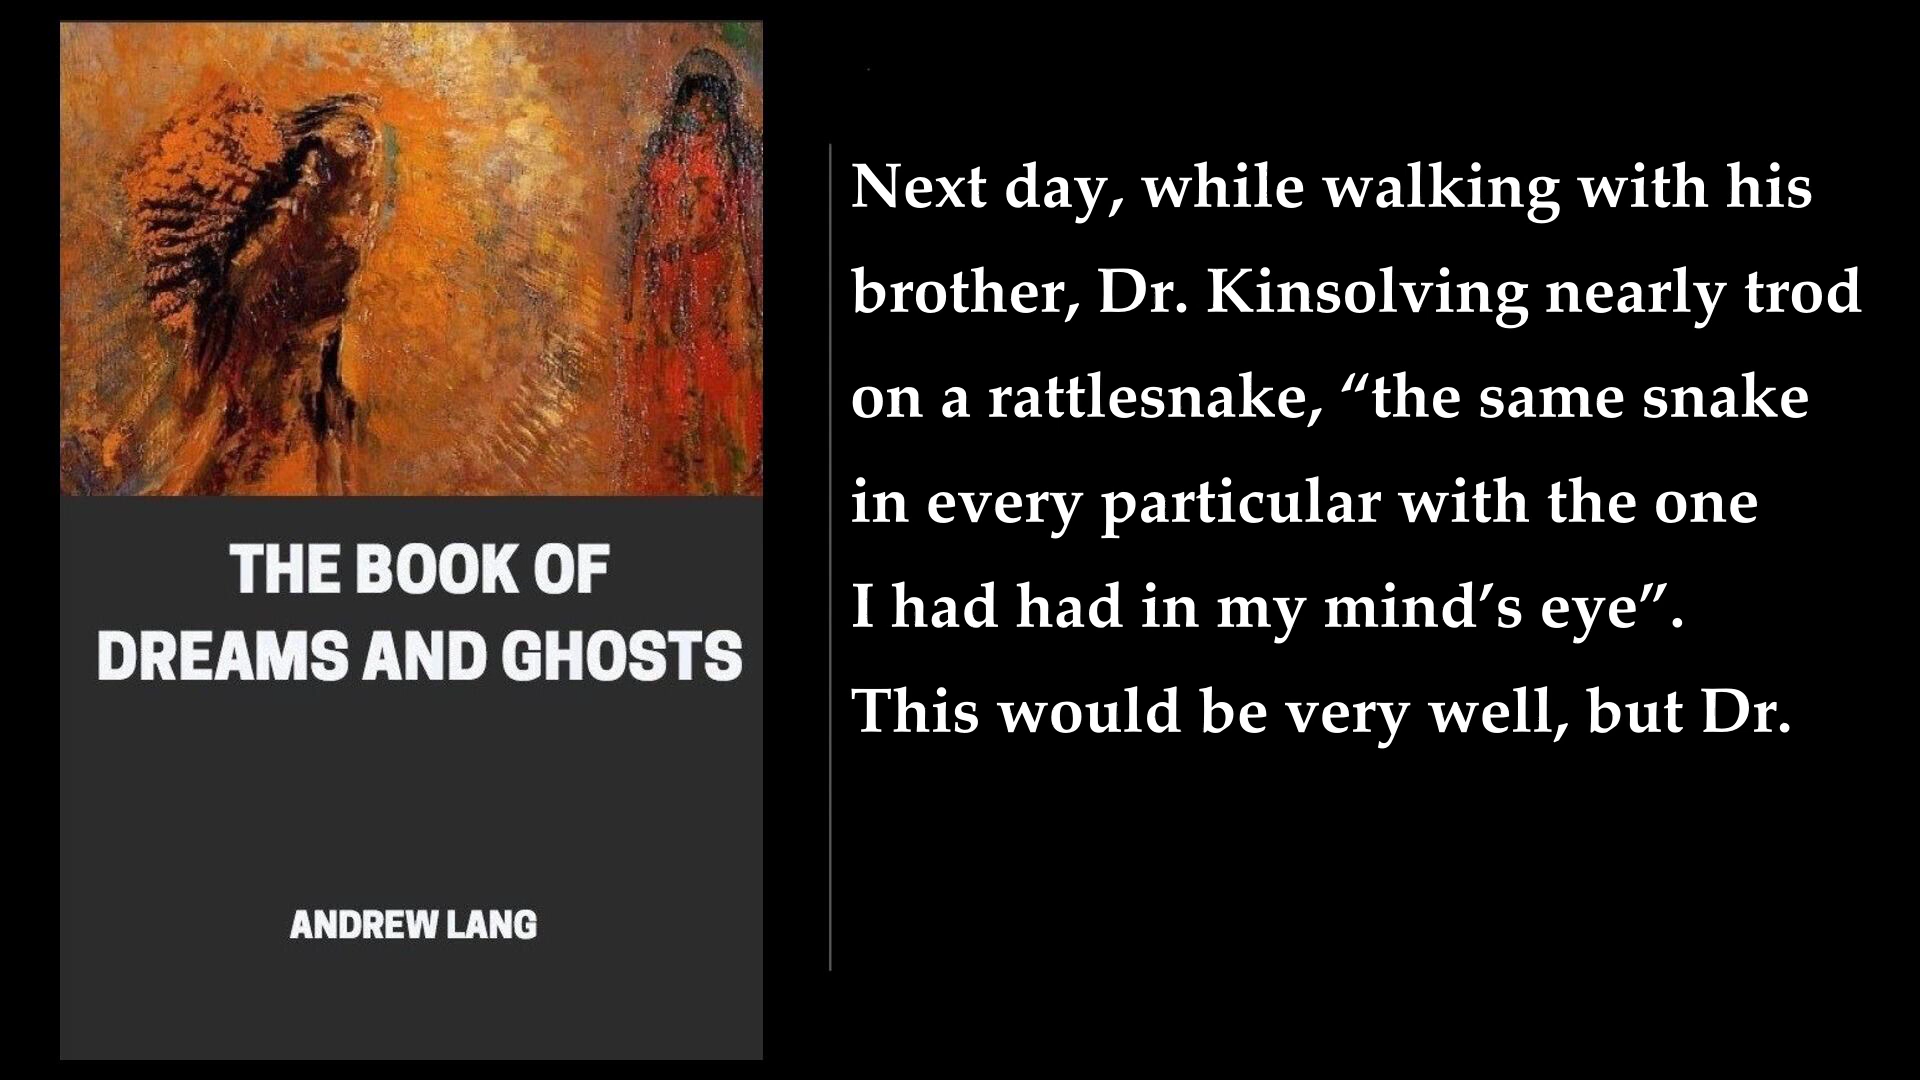 THE BOOK OF
DREAMS AND GHOSTS
ANDREW LANG
Next day, while walking with his
brother, Dr. Kinsolving nearly trod
on a rattlesnake, “the same snake
in every particular with the one
I had had in my mind’s eye”.
This would be very well, but Dr.